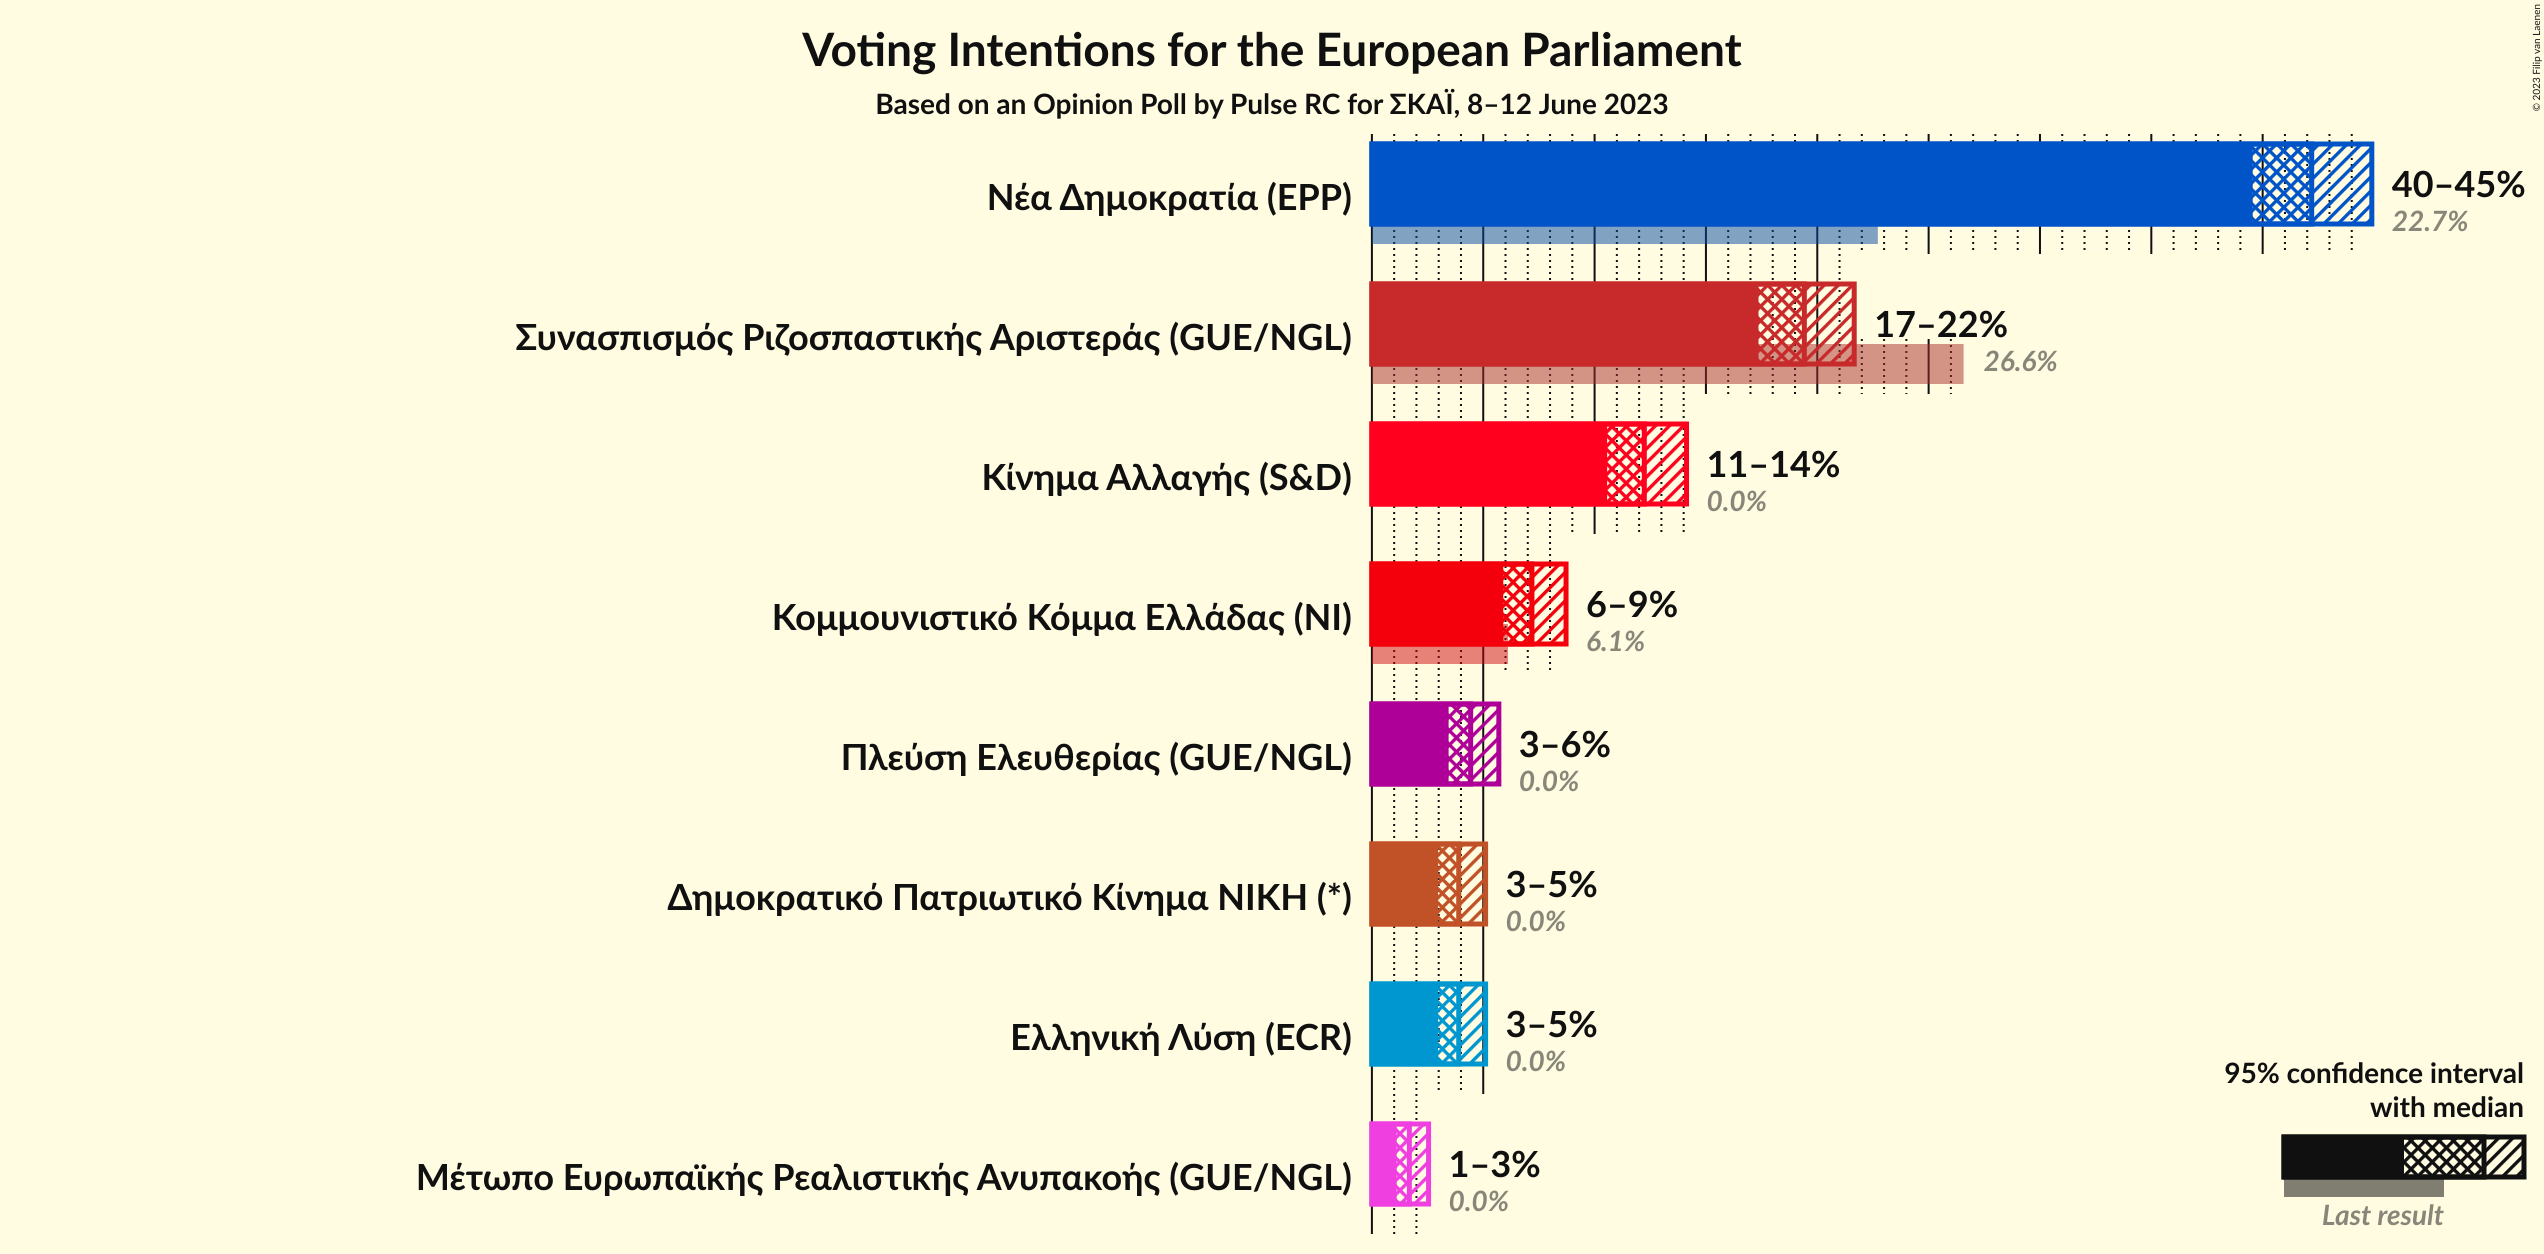 Voting Intentions for the European Parliament
Based on an Opinion Poll by Pulse RC for ΣΚΑΪ, 8–12 June 2023
© 2023 Filip van Laenen
Νέα Δημοκρατία (EPP)
40–45%
22.7%
Συνασπισμός Ριζοσπαστικής Αριστεράς (GUE/NGL)
17–22%
26.6%
Κίνημα Αλλαγής (S&D)
11–14%
0.0%
Κομμουνιστικό Κόμμα Ελλάδας (NI)
6–9%
6.1%
Πλεύση Ελευθερίας (GUE/NGL)
3–6%
0.0%
Δημοκρατικό Πατριωτικό Κίνημα ΝΙΚΗ (*)
3–5%
0.0%
Ελληνική Λύση (ECR)
3–5%
0.0%
Μέτωπο Ευρωπαϊκής Ρεαλιστικής Ανυπακοής (GUE/NGL)
1–3%
0.0%
95% confidence interval
with median
Last result